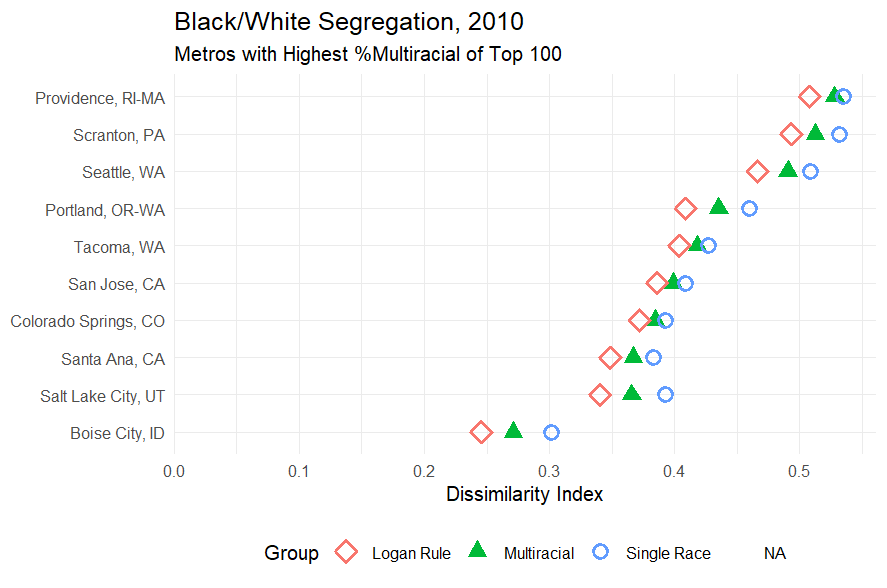 Black/White Segregation, 2010
Metros with Highest %Multiracial of Top 100
Providence, RI-MA
Scranton, PA
Seattle, WA
Portland, OR-WA
Tacoma, WA
San Jose, CA
Colorado Springs, CO
Santa Ana, CA
Salt Lake City, UT
Boise City, ID
0.0 0.1 0.2 0.3 0.4 0.5
Dissimilarity Index
Group Logan Rule Multiracial Single Race NA